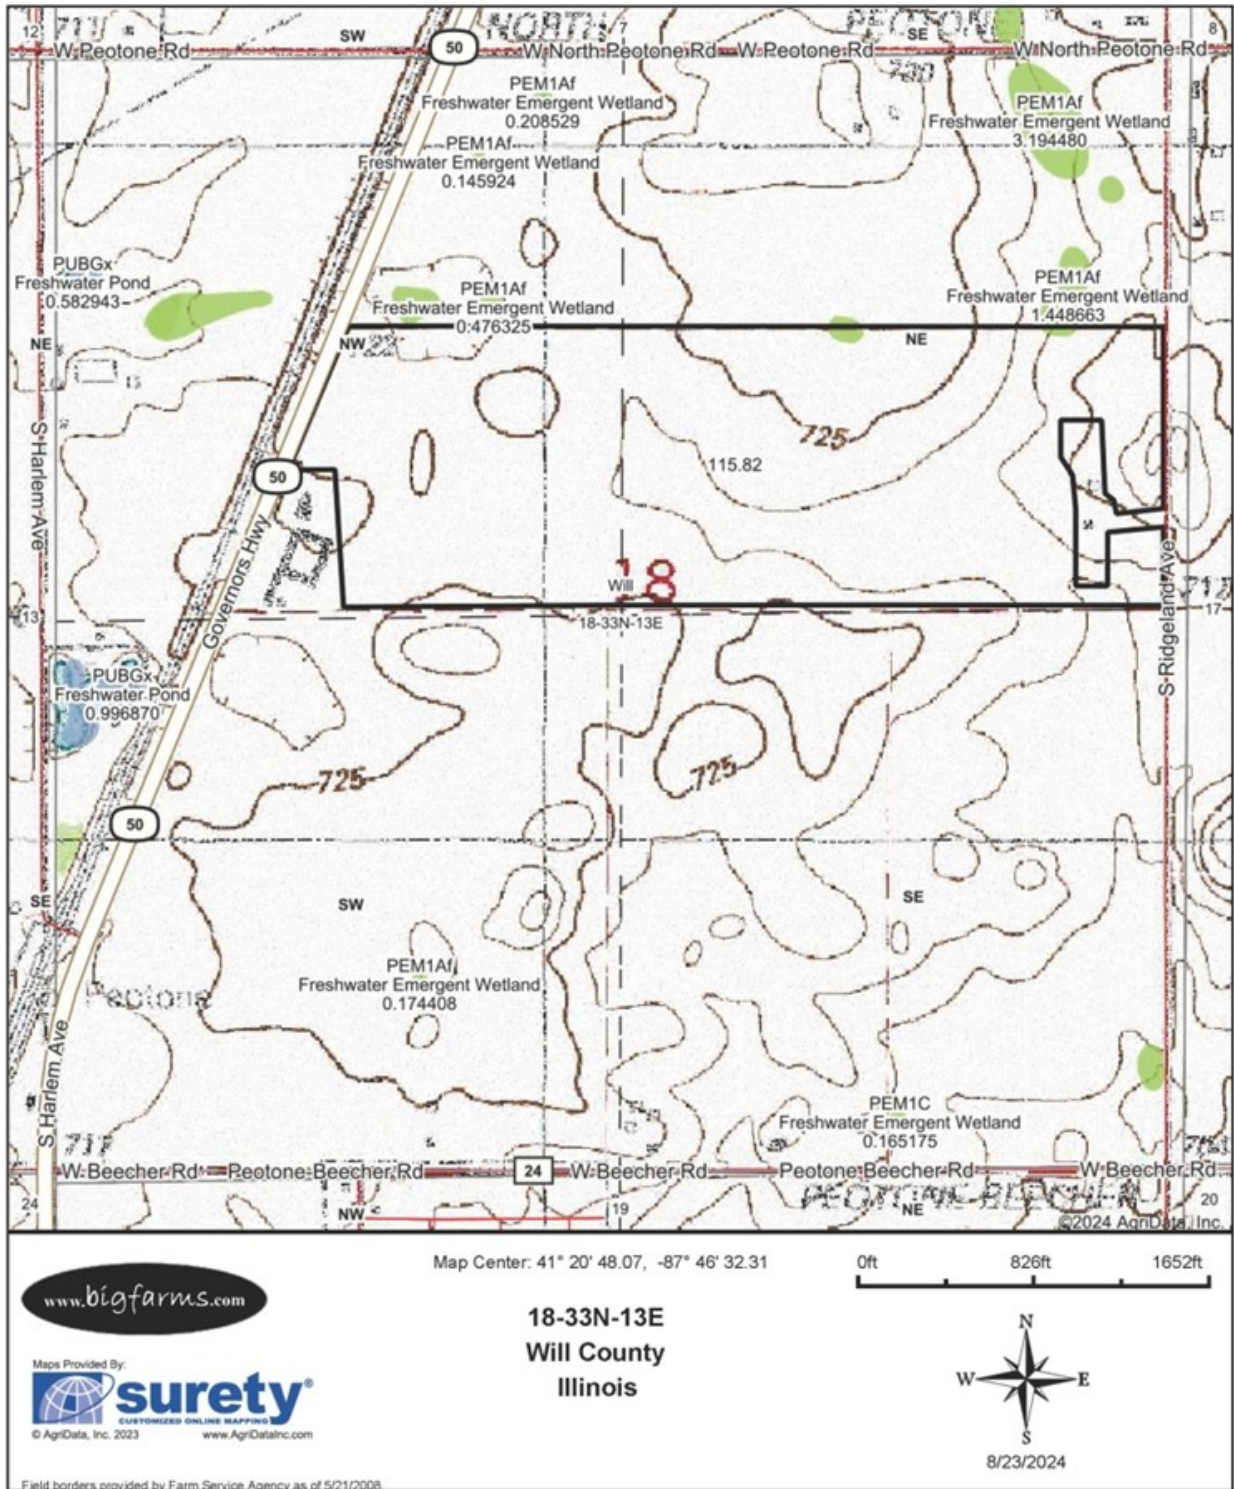 12
SW
NORTH
7
PEOTONE
SE
8
W Peotone Rd
50
W North Peotone Rd
W Peotone Rd
W North Peotone Rd
PEM1Af
Freshwater Emergent Wetland
0.208529
PEM1Af
Freshwater Emergent Wetland
3.194480
PEM1Af
Freshwater Emergent Wetland
0.145924
PUBGx
Freshwater Pond
0.582943
PEM1Af
Freshwater Emergent Wetland
0.476325
PEM1Af
Freshwater Emergent Wetland
1.448663
NE
NW
NE
S Harlem Ave
725
115.82
50
Governors Hwy
18
Will
18-33N-13E
13
17
S Ridgeland Ave
PUBGx
Freshwater Pond
0.996870
725
725
50
SE
SW
SE
PEM1Af
Freshwater Emergent Wetland
0.174408
Peotone
S Harlem Ave
PEM1C
Freshwater Emergent Wetland
0.165175
W Beecher Rd
Peotone Beecher Rd
24
W Beecher Rd
Peotone Beecher Rd
W Beecher Rd
PEOTONE BEECHER
24
NW
19
NE
20
©2024 AgriData, Inc.
www.bigfarms.com
Map Center: 41° 20' 48.07, -87° 46' 32.31
0ft 826ft 1652ft
18-33N-13E
Will County
Illinois
Maps Provided By:
surety®
CUSTOMIZED ONLINE MAPPING
© AgriData, Inc. 2023 www.AgriDataInc.com
N
W E
S
8/23/2024
Field borders provided by Farm Service Agency as of 5/21/2008.